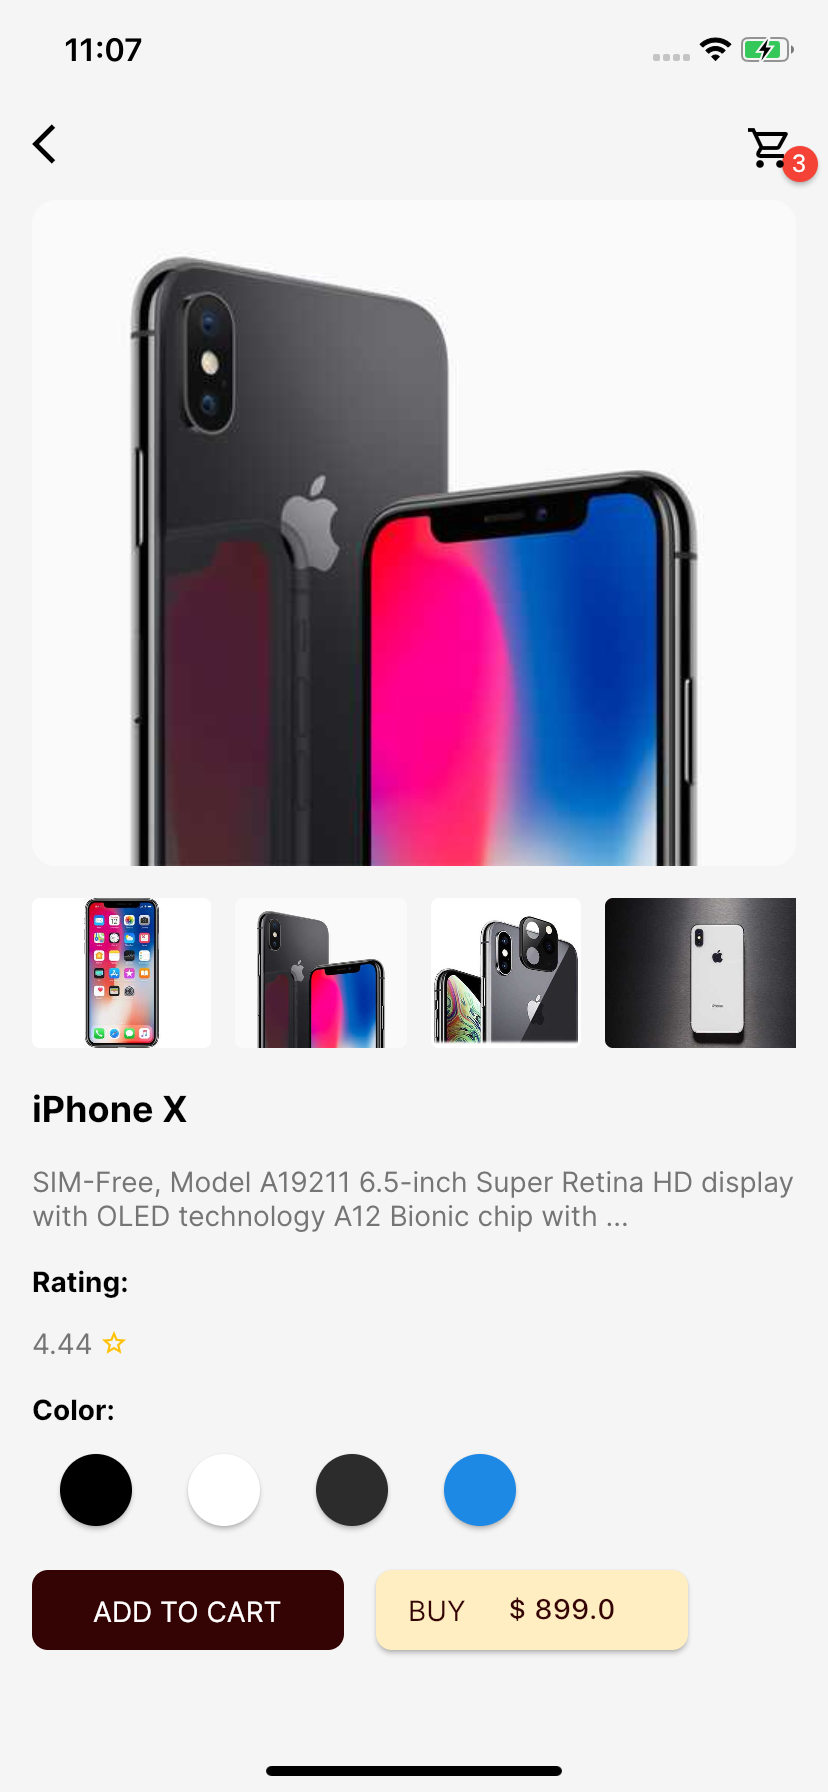 11:07
3
iPhone X
SIM-Free, Model A19211 6.5-inch Super Retina HD display
with OLED technology A12 Bionic chip with ...
Rating:
4.44
Color:
ADD TO CART
BUY $ 899.0